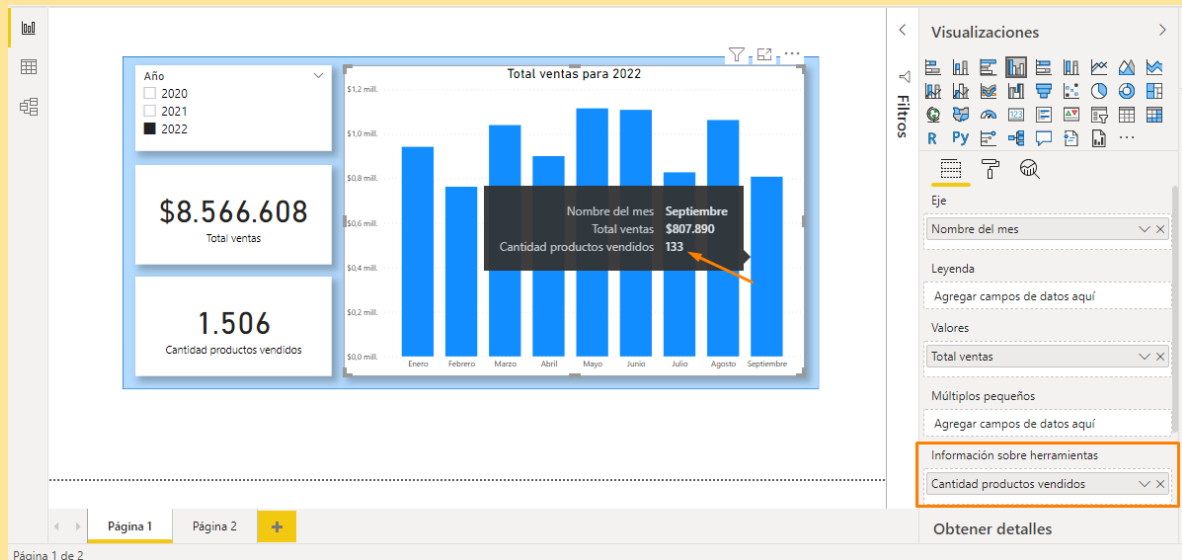 Año
2020
2021
2022
$8.566.608
Total ventas
1.506
Cantidad productos vendidos
Total ventas para 2022
$1,2 mill.
$1,0 mill.
$0,8 mill.
$0,6 mill.
$0,4 mill.
$0,2 mill.
$0,0 mill.
Enero Febrero Marzo Abril Mayo Junio Julio Agosto Septiembre
Nombre del mes Septiembre
Total ventas $807.890
Cantidad productos vendidos 133
Filtros
Visualizaciones
123
R Py
Eje
Nombre del mes
Leyenda
Agregar campos de datos aquí
Valores
Total ventas
Múltiplos pequeños
Agregar campos de datos aquí
Información sobre herramientas
Cantidad productos vendidos
Obtener detalles
Página 1 Página 2 +
Página 1 de 2